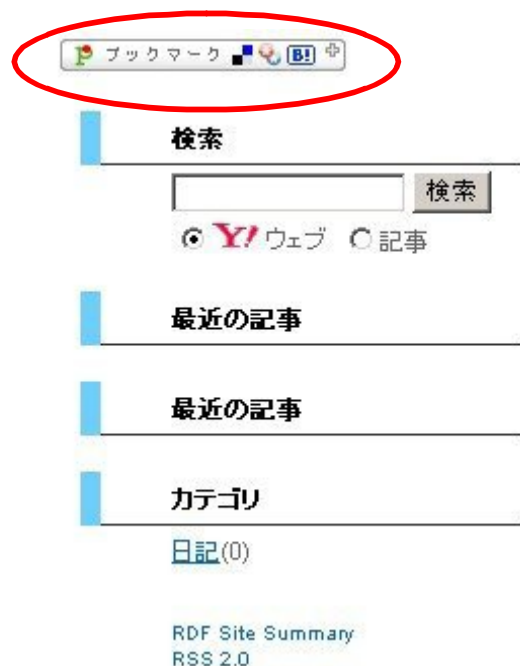 ブックマーク B!
検索
検索
Y! ウェブ 記事
最近の記事
最近の記事
カテゴリ
日記(0)
RDF Site Summary
RSS 2.0